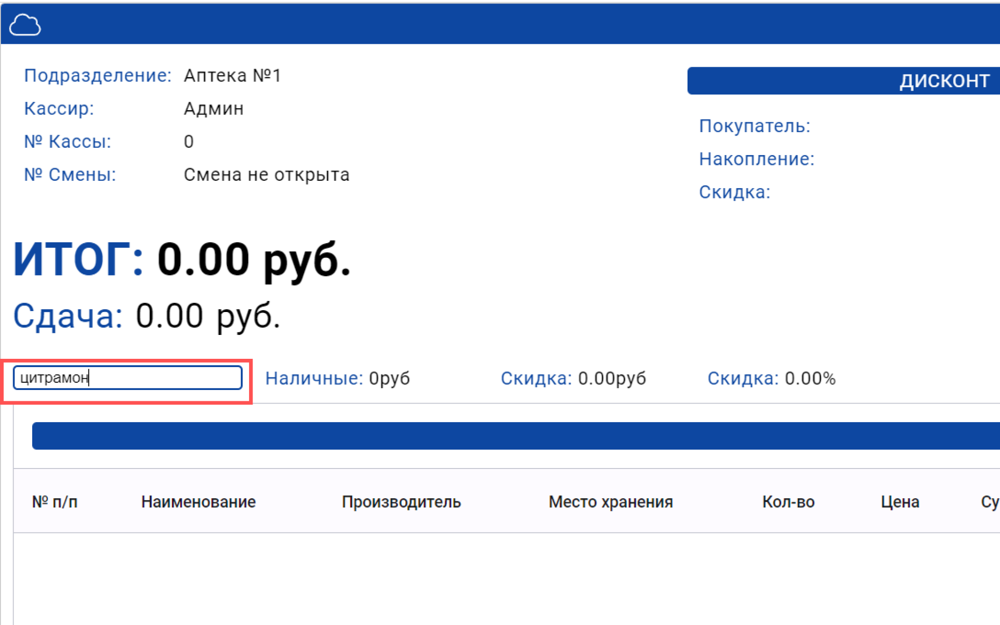 Подразделение: Аптека №1
Кассир: Админ
№ Кассы: 0
№ Смены: Смена не открыта
ДИСКОНТ
Покупатель:
Накопление:
Скидка:
ИТОГ: 0.00 руб.
Сдача: 0.00 руб.
цитрамон Наличные: 0руб Скидка: 0.00руб Скидка: 0.00%
№ п/п Наименование Производитель Место хранения Кол-во Цена Су